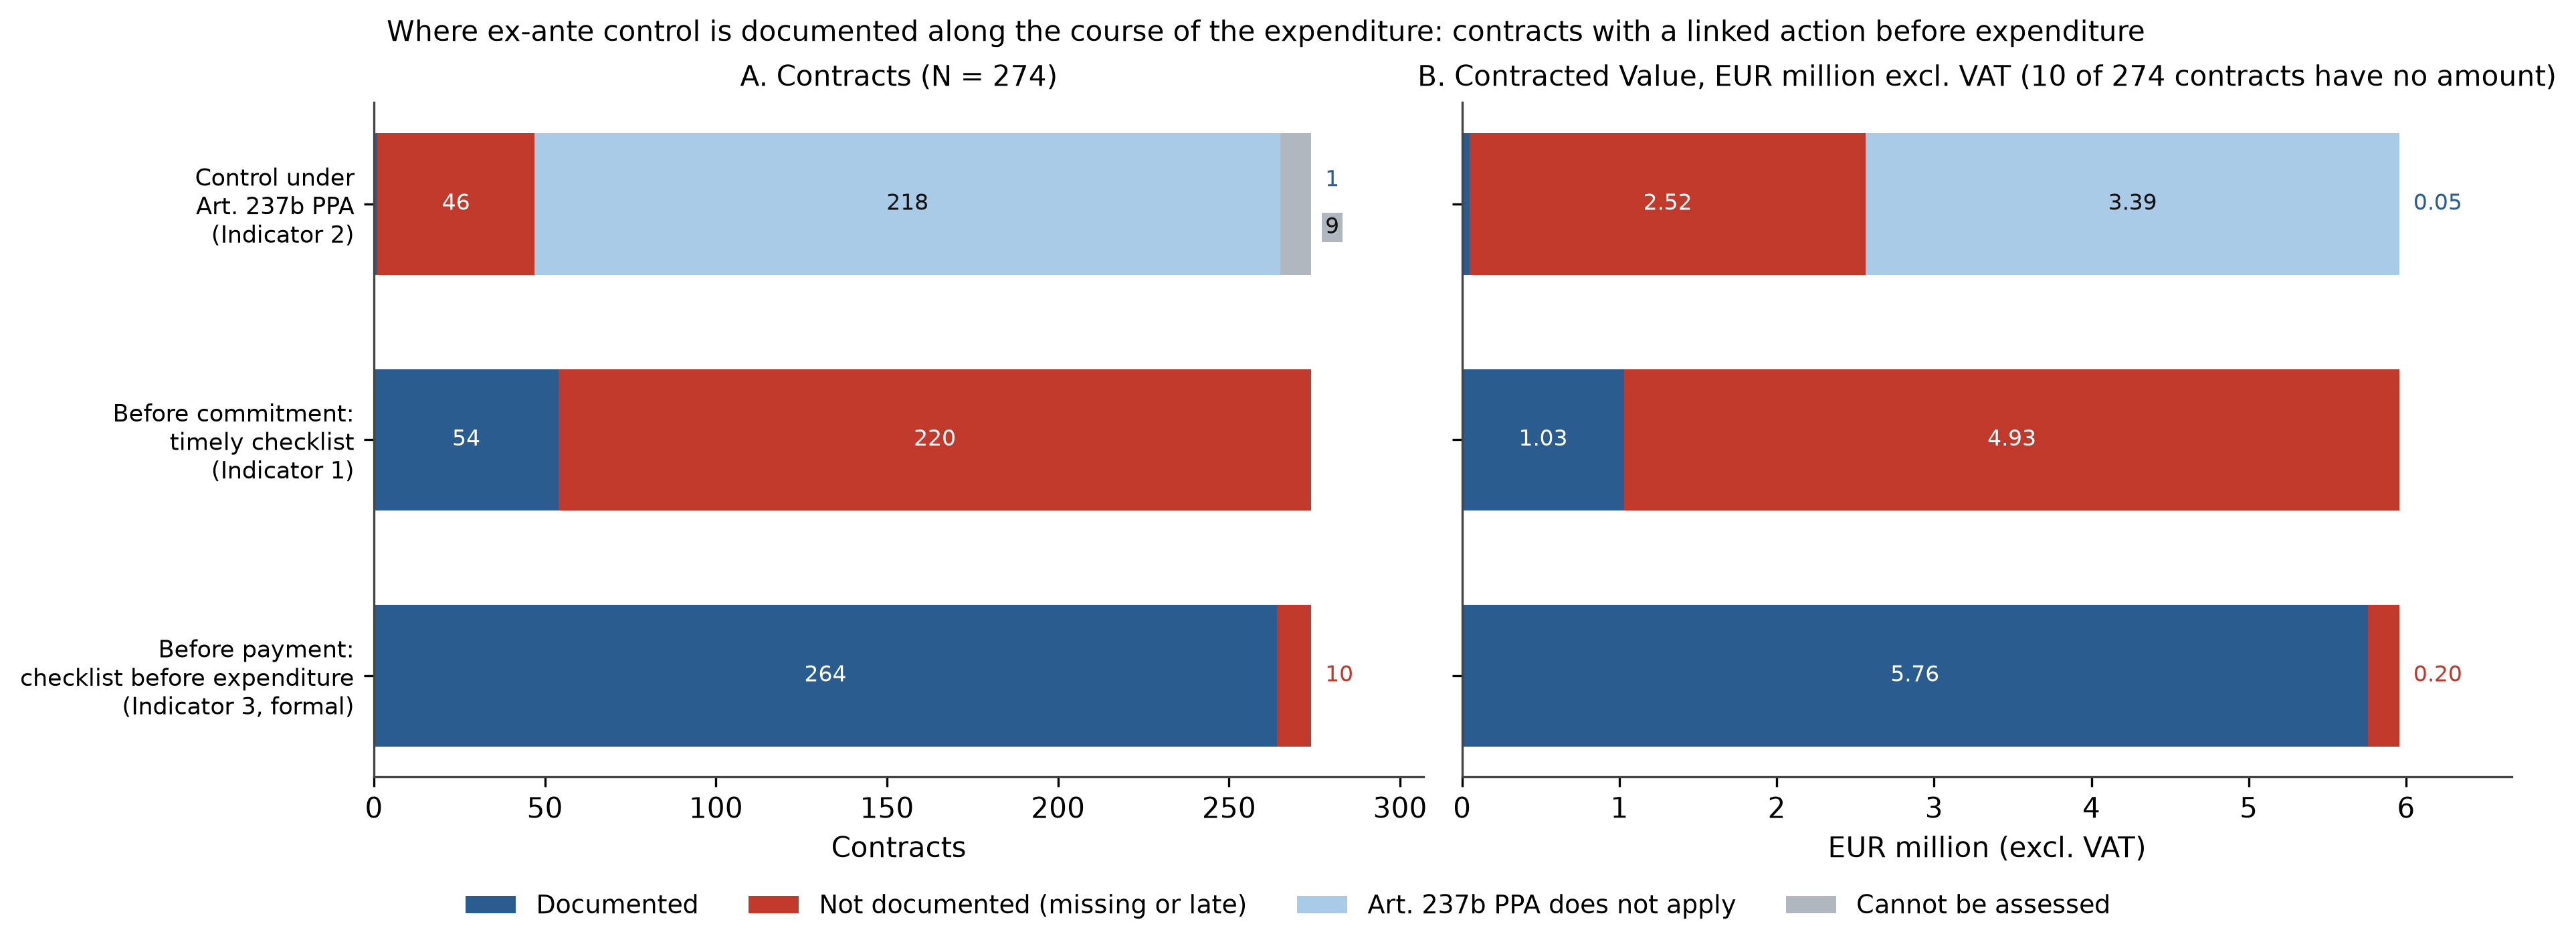 Where ex-ante control is documented along the course of the expenditure: contracts with a linked action before expenditure
A. Contracts (N = 274)
Control under
Art. 237b PPA
(Indicator 2)
46
218
1
9
Before commitment:
timely checklist
(Indicator 1)
54
220
Before payment:
checklist before expenditure
(Indicator 3, formal)
264
10
0 50 100 150 200 250 300
Contracts
B. Contracted Value, EUR million excl. VAT (10 of 274 contracts have no amount)
2.52
3.39
0.05
1.03
4.93
5.76
0.20
0 1 2 3 4 5 6
EUR million (excl. VAT)
Documented
Not documented (missing or late)
Art. 237b PPA does not apply
Cannot be assessed